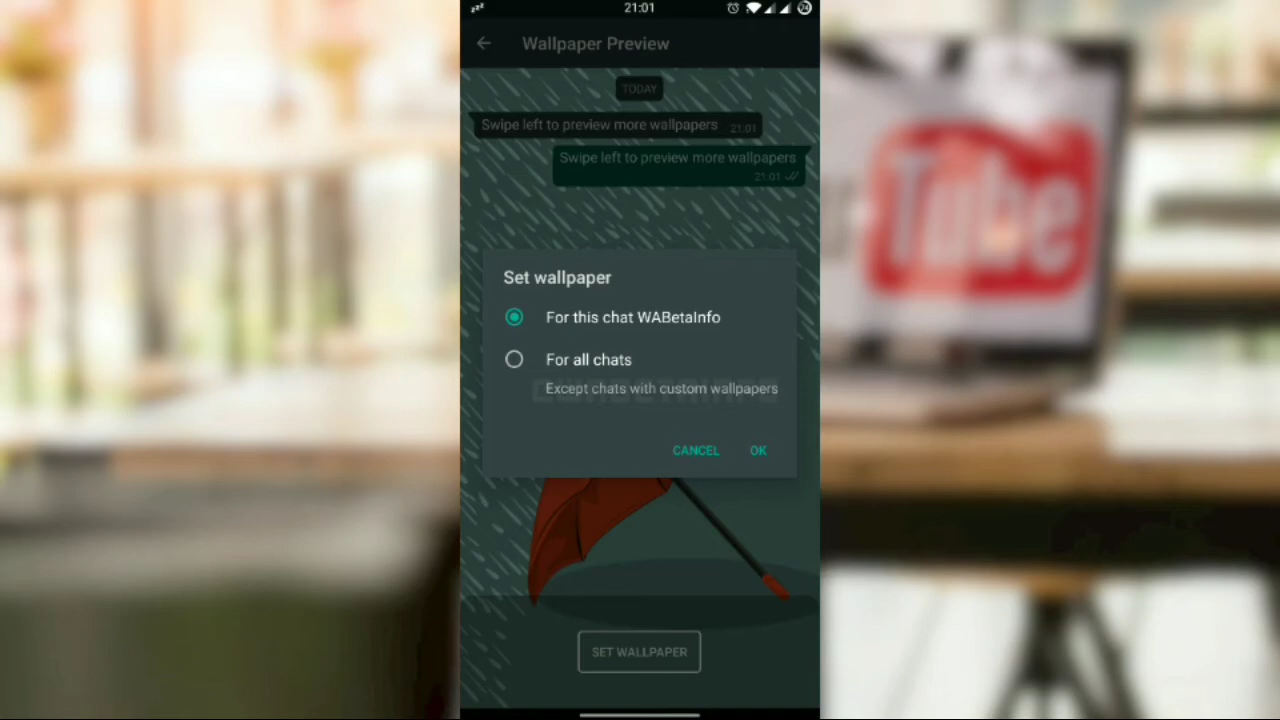 zzz
21:01
24
Wallpaper Preview
TODAY
Swipe left to preview more wallpapers 21:01
Swipe left to preview more wallpapers
21:01
Set wallpaper
For this chat WABetaInfo
For all chats
Except chats with custom wallpapers
CANCEL OK
SET WALLPAPER
Tube